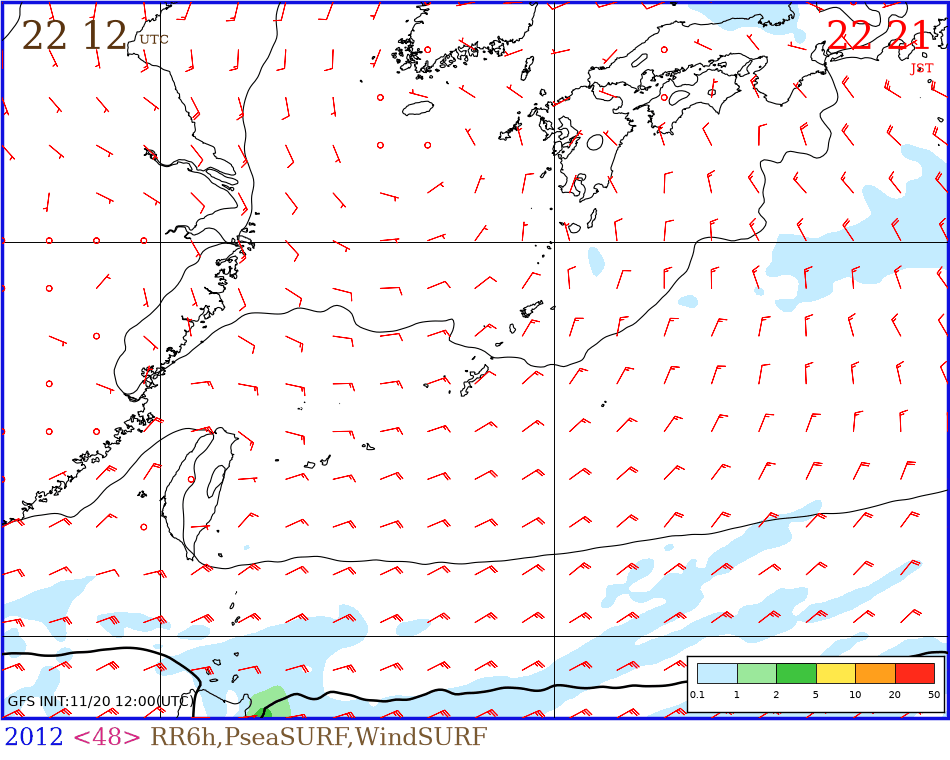 22 12 UTC
22 21
JST
0.1 1 2 5 10 20 50
GFS INIT:11/20 12:00(UTC)
2012 <48> RR6h,PseaSURF,WindSURF